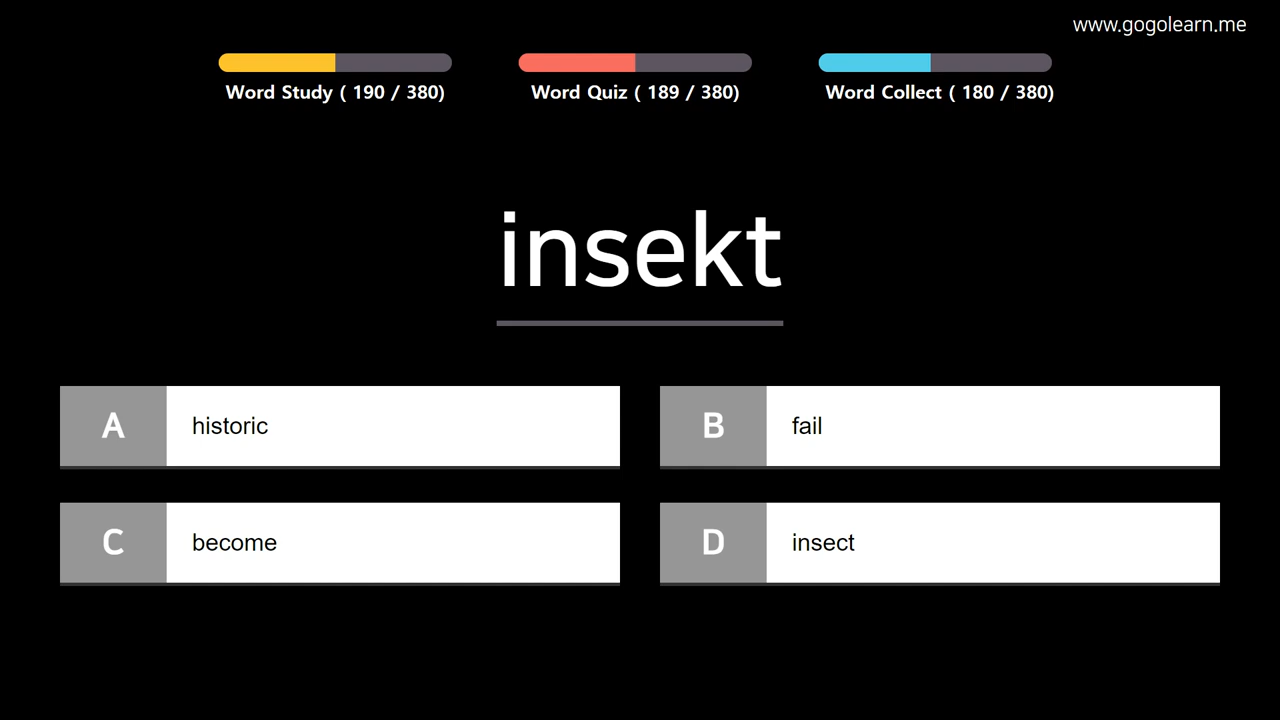 www.gogolearn.me
Word Study ( 190 / 380)
Word Quiz ( 189 / 380)
Word Collect ( 180 / 380)
insekt
A historic
B fail
C become
D insect